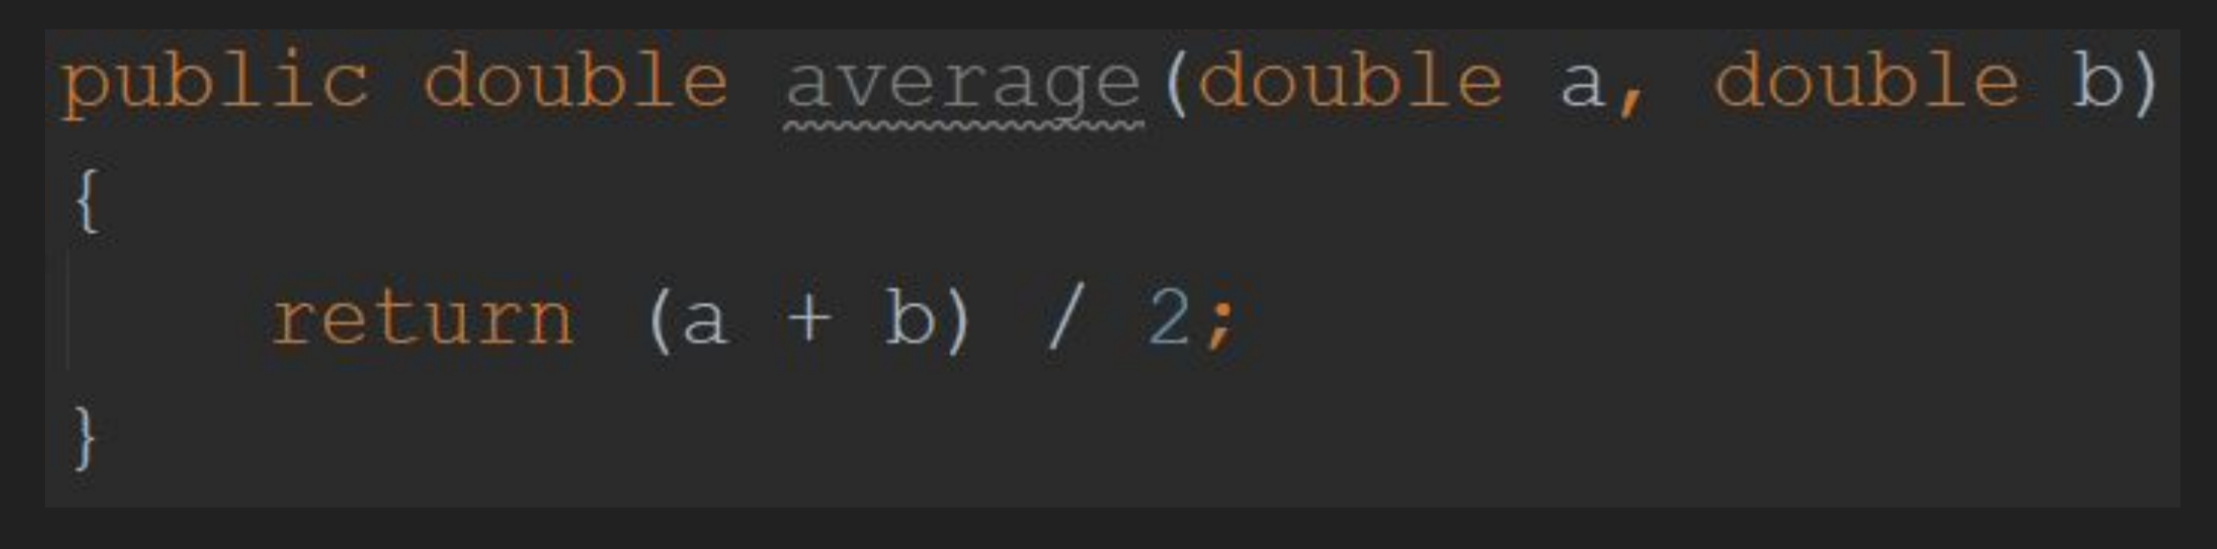 public double average(double a, double b)
{
return (a + b) / 2;
}